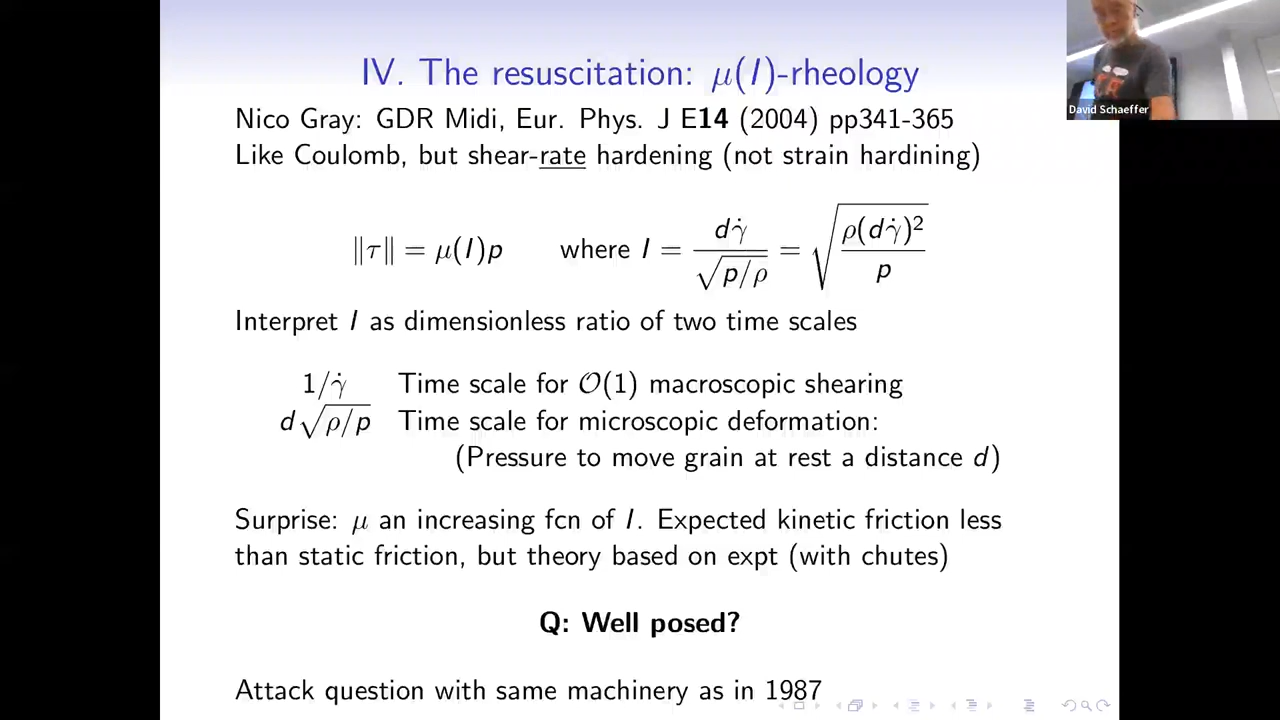 IV. The resuscitation: μ(I)-rheology
David Schaeffer
Nico Gray: GDR Midi, Eur. Phys. J E14 (2004) pp341-365
Like Coulomb, but shear-rate hardening (not strain hardining)
‖τ‖ = μ(I)p where I = dγ̇ / √(p/ρ) = √(ρ(dγ̇)² / p)
Interpret I as dimensionless ratio of two time scales
1/γ̇ Time scale for O(1) macroscopic shearing
d√(ρ/p) Time scale for microscopic deformation:
(Pressure to move grain at rest a distance d)
Surprise: μ an increasing fcn of I. Expected kinetic friction less
than static friction, but theory based on expt (with chutes)
Q: Well posed?
Attack question with same machinery as in 1987